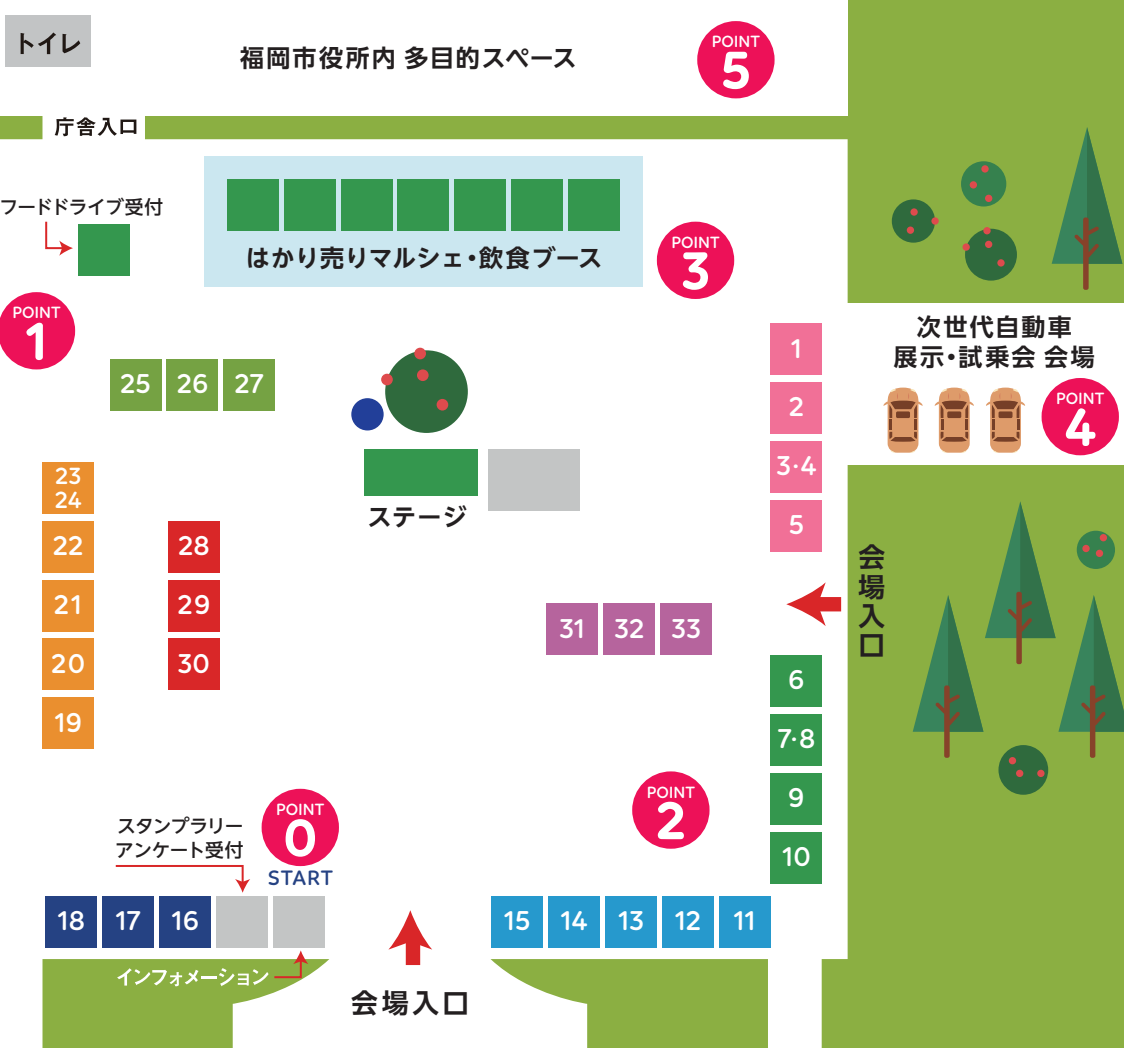 トイレ
福岡市役所内 多目的スペース
POINT
5
庁舎入口
フードドライブ受付
はかり売りマルシェ・飲食ブース
POINT
3
POINT
1
次世代自動車
展示・試乗会 会場
POINT
4
1
2
3·4
5
25 26 27
ステージ
23
24
22
21
20
19
28
29
30
31 32 33
会場入口
6
7·8
9
10
POINT
2
スタンプラリー
アンケート受付
POINT
0
START
18 17 16
15 14 13 12 11
インフォメーション
会場入口